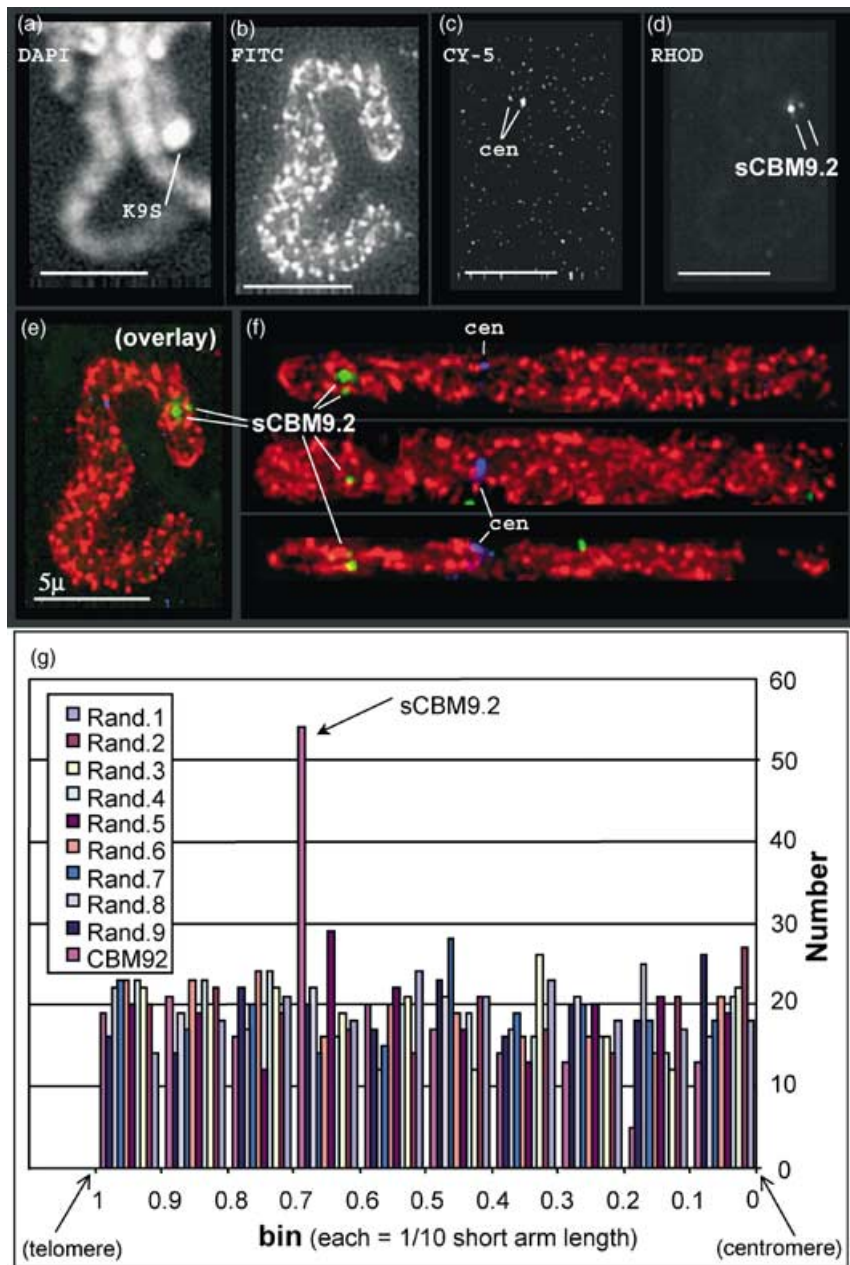 (a)
DAPI
K9S
(b)
FITC
(c)
CY-5
cen
(d)
RHOD
sCBM9.2
(e)
(overlay)
5µ
sCBM9.2
(f)
cen
cen
(g)
sCBM9.2
Rand.1
Rand.2
Rand.3
Rand.4
Rand.5
Rand.6
Rand.7
Rand.8
Rand.9
CBM92
60
50
40
30
20
10
0
Number
1 0.9 0.8 0.7 0.6 0.5 0.4 0.3 0.2 0.1 0
(telomere) bin (each = 1/10 short arm length) (centromere)